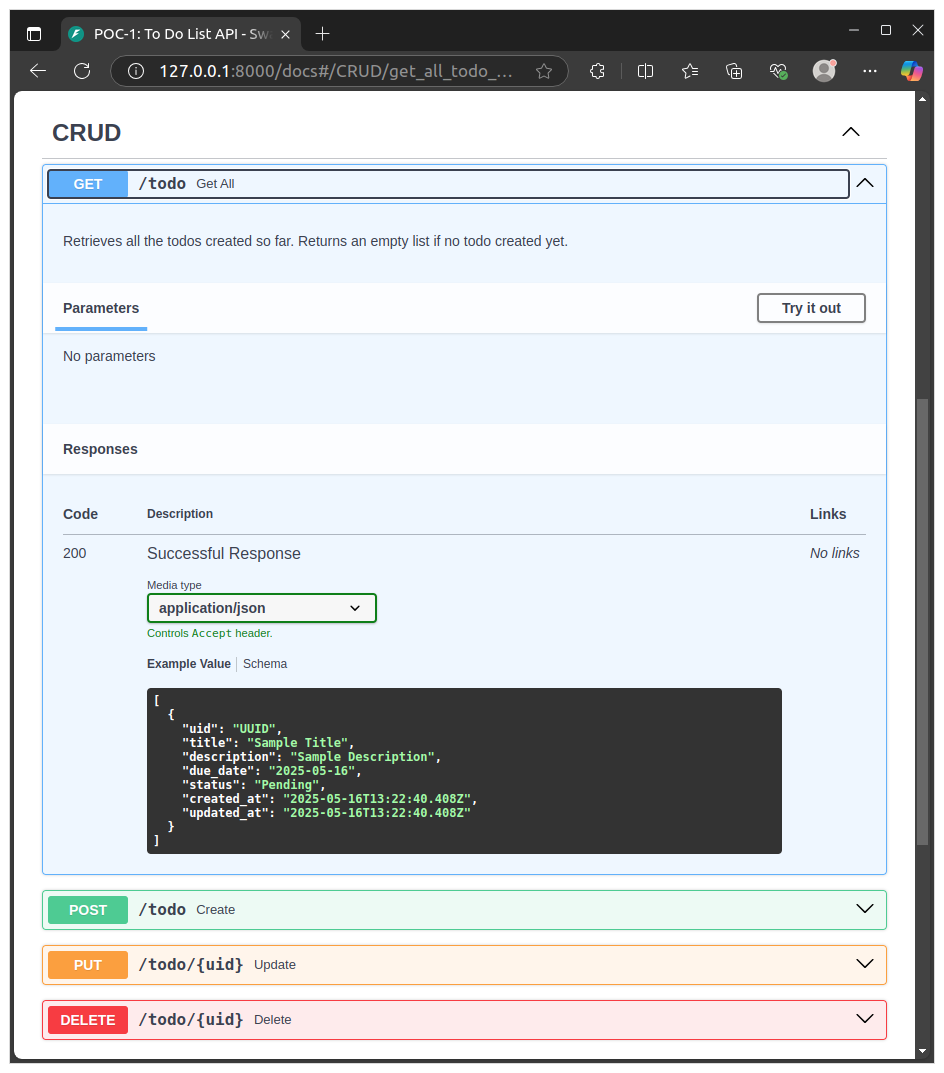 POC-1: To Do List API - Sw
127.0.0.1:8000/docs#/CRUD/get_all_todo_...
CRUD
GET /todo Get All
Retrieves all the todos created so far. Returns an empty list if no todo created yet.
Parameters
Try it out
No parameters
Responses
Code Description Links
200 Successful Response No links
Media type
application/json
Controls Accept header.
Example Value Schema
[
  {
    "uid": "UUID",
    "title": "Sample Title",
    "description": "Sample Description",
    "due_date": "2025-05-16",
    "status": "Pending",
    "created_at": "2025-05-16T13:22:40.408Z",
    "updated_at": "2025-05-16T13:22:40.408Z"
  }
]
POST /todo Create
PUT /todo/{uid} Update
DELETE /todo/{uid} Delete